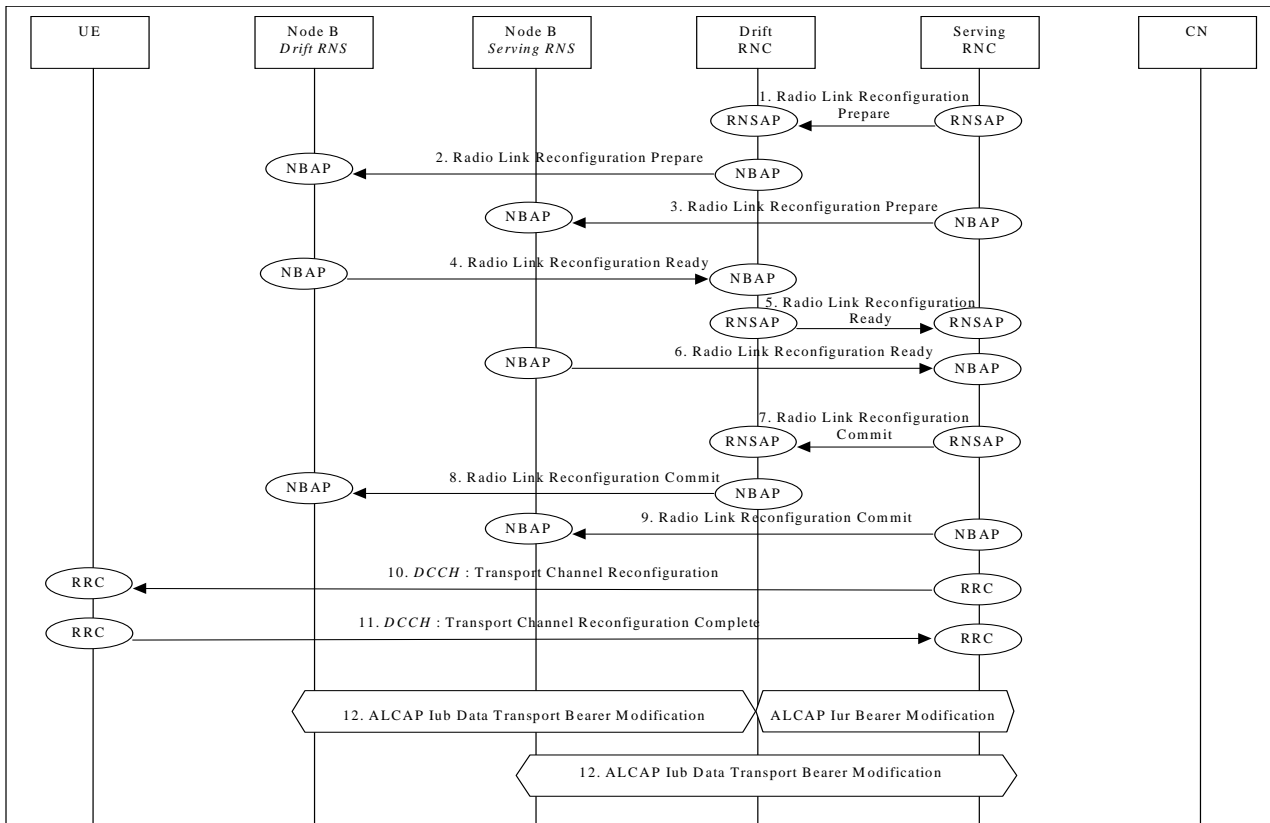 UE
Node B
Drift RNS
Node B
Serving RNS
Drift
RNC
Serving
RNC
CN
1. Radio Link Reconfiguration
Prepare
RNSAP
RNSAP
2. Radio Link Reconfiguration Prepare
NBAP
NBAP
3. Radio Link Reconfiguration Prepare
NBAP
NBAP
4. Radio Link Reconfiguration Ready
NBAP
NBAP
5. Radio Link Reconfiguration
Ready
RNSAP
RNSAP
6. Radio Link Reconfiguration Ready
NBAP
NBAP
7. Radio Link Reconfiguration
Commit
RNSAP
RNSAP
8. Radio Link Reconfiguration Commit
NBAP
NBAP
9. Radio Link Reconfiguration Commit
NBAP
NBAP
10. DCCH : Transport Channel Reconfiguration
RRC
RRC
11. DCCH : Transport Channel Reconfiguration Complete
RRC
RRC
12. ALCAP Iub Data Transport Bearer Modification
ALCAP Iur Bearer Modification
12. ALCAP Iub Data Transport Bearer Modification